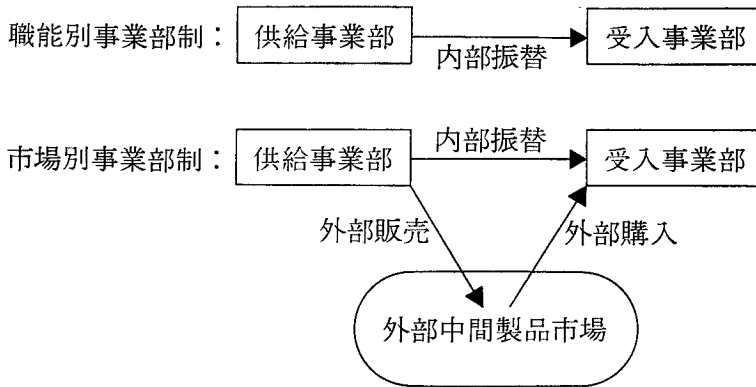 職能別事業部制：供給事業部 内部振替 受入事業部
市場別事業部制：供給事業部 内部振替 受入事業部
外部販売 外部購入
外部中間製品市場